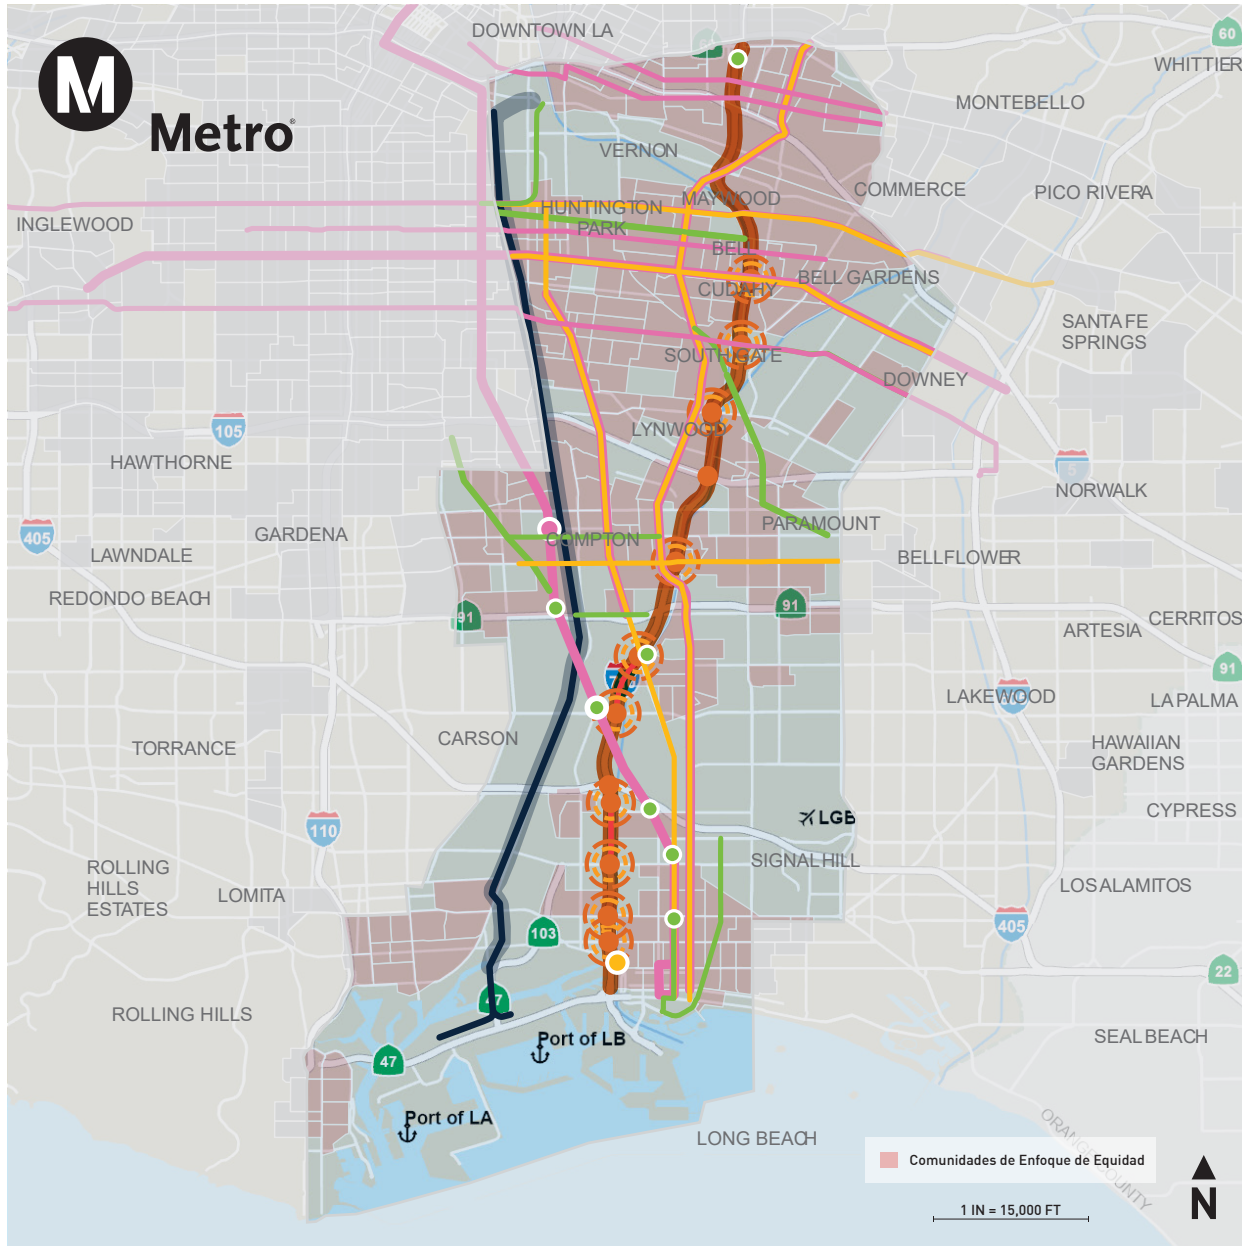 DOWNTOWN LA
60
WHITTIER
M
Metro
MONTEBELLO
VERNON
COMMERCE
PICO RIVERA
MAYWOOD
HUNTINGTON
PARK
INGLEWOOD
BELL
BELL GARDENS
CUDAHY
SANTA FE
SPRINGS
SOUTH GATE
DOWNEY
105
LYNWOOD
HAWTHORNE
5
NORWALK
405
GARDENA
PARAMOUNT
COMPTON
LAWNDALE
BELLFLOWER
REDONDO BEACH
91
91
CERRITOS
ARTESIA
91
LAKEWOOD
LA PALMA
CARSON
TORRANCE
HAWAIIAN
GARDENS
CYPRESS
LGB
110
SIGNAL HILL
ROLLING
HILLS
ESTATES
LOMITA
LOS ALAMITOS
405
103
22
47
ROLLING HILLS
Port of LB
SEAL BEACH
47
Port of LA
LONG BEACH
ORANGE COUNTY
Comunidades de Enfoque de Equidad
1 IN = 15,000 FT
N